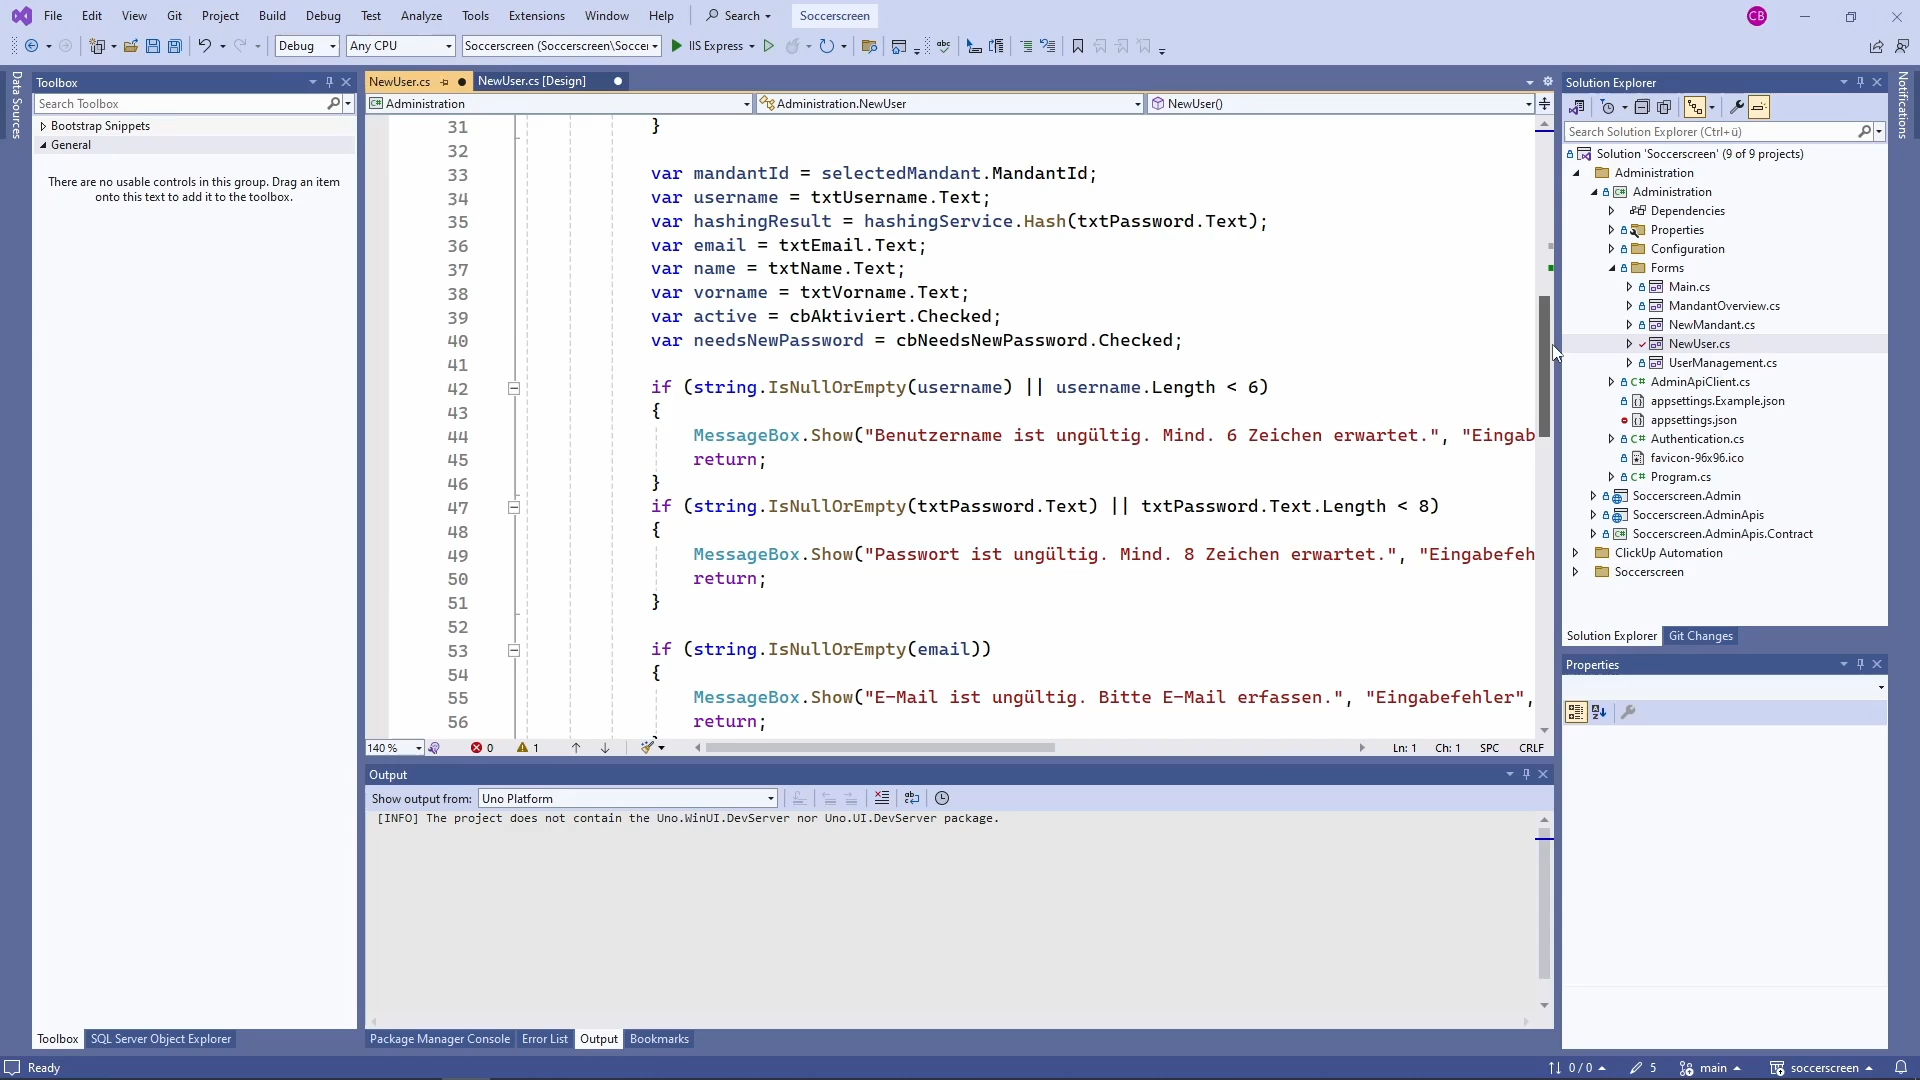 File Edit View Git Project Build Debug Test Analyze Tools Extensions Window Help Search Soccerscreen CB
Debug Any CPU Soccerscreen (Soccerscreen\Soccer IIS Express
Data Sources
Toolbox
Search Toolbox
Bootstrap Snippets
General
There are no usable controls in this group. Drag an item
onto this text to add it to the toolbox.
Toolbox SQL Server Object Explorer
NewUser.cs NewUser.cs [Design]
Administration Administration.NewUser NewUser()
31 }
32
33 var mandantId = selectedMandant.MandantId;
34 var username = txtUsername.Text;
35 var hashingResult = hashingService.Hash(txtPassword.Text);
36 var email = txtEmail.Text;
37 var name = txtName.Text;
38 var vorname = txtVorname.Text;
39 var active = cbAktiviert.Checked;
40 var needsNewPassword = cbNeedsNewPassword.Checked;
41
42 if (string.IsNullOrEmpty(username) || username.Length < 6)
43 {
44 MessageBox.Show("Benutzername ist ungültig. Mind. 6 Zeichen erwartet.", "Eingab
45 return;
46 }
47 if (string.IsNullOrEmpty(txtPassword.Text) || txtPassword.Text.Length < 8)
48 {
49 MessageBox.Show("Passwort ist ungültig. Mind. 8 Zeichen erwartet.", "Eingabefeh
50 return;
51 }
52
53 if (string.IsNullOrEmpty(email))
54 {
55 MessageBox.Show("E-Mail ist ungültig. Bitte E-Mail erfassen.", "Eingabefehler",
56 return;
140 % 0 1 Ln: 1 Ch: 1 SPC CRLF
Output
Show output from: Uno Platform
[INFO] The project does not contain the Uno.WinUI.DevServer nor Uno.UI.DevServer package.
Package Manager Console Error List Output Bookmarks
Solution Explorer
Search Solution Explorer (Ctrl+ü)
Solution 'Soccerscreen' (9 of 9 projects)
Administration
Administration
Dependencies
Properties
Configuration
Forms
Main.cs
MandantOverview.cs
NewMandant.cs
NewUser.cs
UserManagement.cs
AdminApiClient.cs
appsettings.Example.json
appsettings.json
Authentication.cs
favicon-96x96.ico
Program.cs
Soccerscreen.Admin
Soccerscreen.AdminApis
Soccerscreen.AdminApis.Contract
ClickUp Automation
Soccerscreen
Solution Explorer Git Changes
Properties
Notifications
Ready 0 / 0 5 main soccerscreen